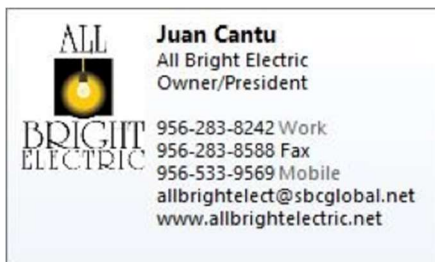 ALL
BRIGHT
ELECTRIC
Juan Cantu
All Bright Electric
Owner/President
956-283-8242 Work
956-283-8588 Fax
956-533-9569 Mobile
allbrightelect@sbcglobal.net
www.allbrightelectric.net